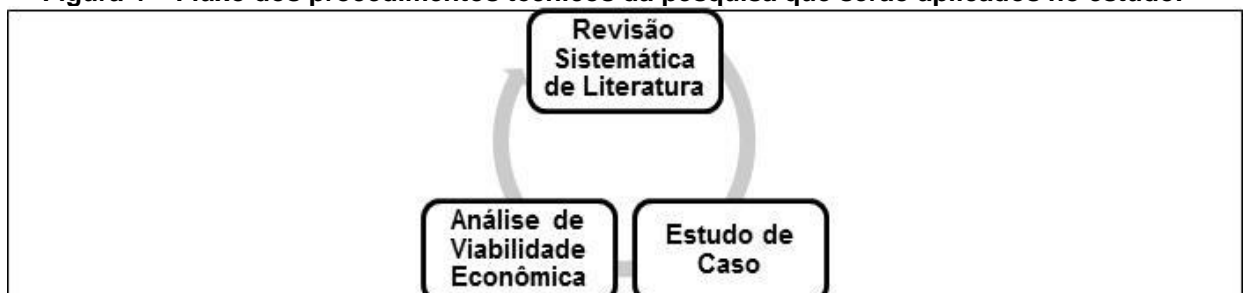 Revisão
Sistemática
de Literatura
Análise de
Viabilidade
Econômica
Estudo de
Caso